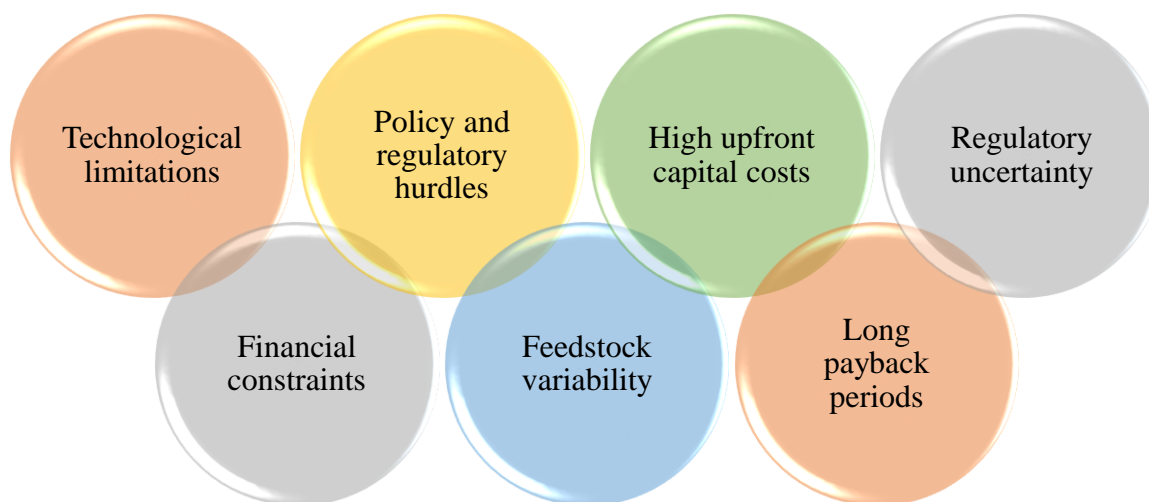 Technological
limitations
Policy and
regulatory
hurdles
High upfront
capital costs
Regulatory
uncertainty
Financial
constraints
Feedstock
variability
Long
payback
periods